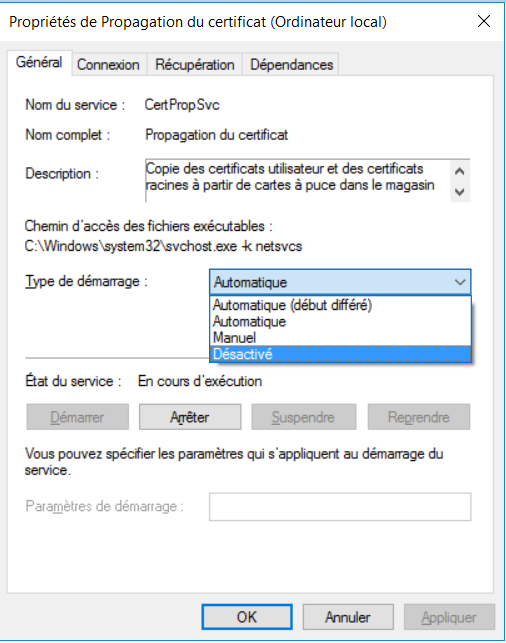 Propriétés de Propagation du certificat (Ordinateur local)
Général Connexion Récupération Dépendances
Nom du service : CertPropSvc
Nom complet : Propagation du certificat
Description : Copie des certificats utilisateur et des certificats
racines à partir de cartes à puce dans le magasin
Chemin d'accès des fichiers exécutables :
C:\Windows\system32\svchost.exe -k netsvcs
Type de démarrage : Automatique
Automatique (début différé)
Automatique
Manuel
Désactivé
État du service : En cours d'exécution
Démarrer Arrêter Suspendre Reprendre
Vous pouvez spécifier les paramètres qui s'appliquent au démarrage du
service.
Paramètres de démarrage :
OK Annuler Appliquer